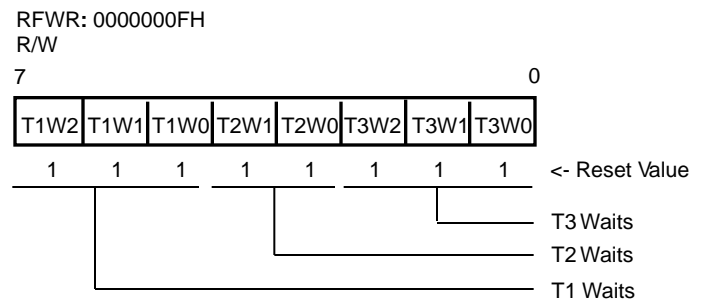 RFWR: 0000000FH
R/W
7 0
T1W2 T1W1 T1W0 T2W1 T2W0 T3W2 T3W1 T3W0
1 1 1 1 1 1 1 1 <- Reset Value
T3 Waits
T2 Waits
T1 Waits